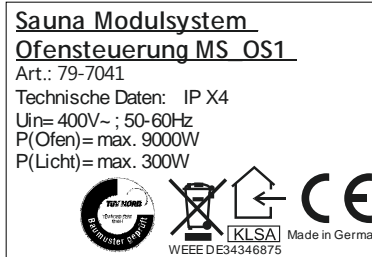 Sauna Modulsystem
Ofensteuerung MS_OS1
Art.: 79-7041
Technische Daten: IP X4
Uin= 400V~ ; 50-60Hz
P(Ofen)= max. 9000W
P(Licht)= max. 300W
TÜV NORD
Baumuster geprüft
CE
KLSA
Made in Germa
WEEE DE34346875